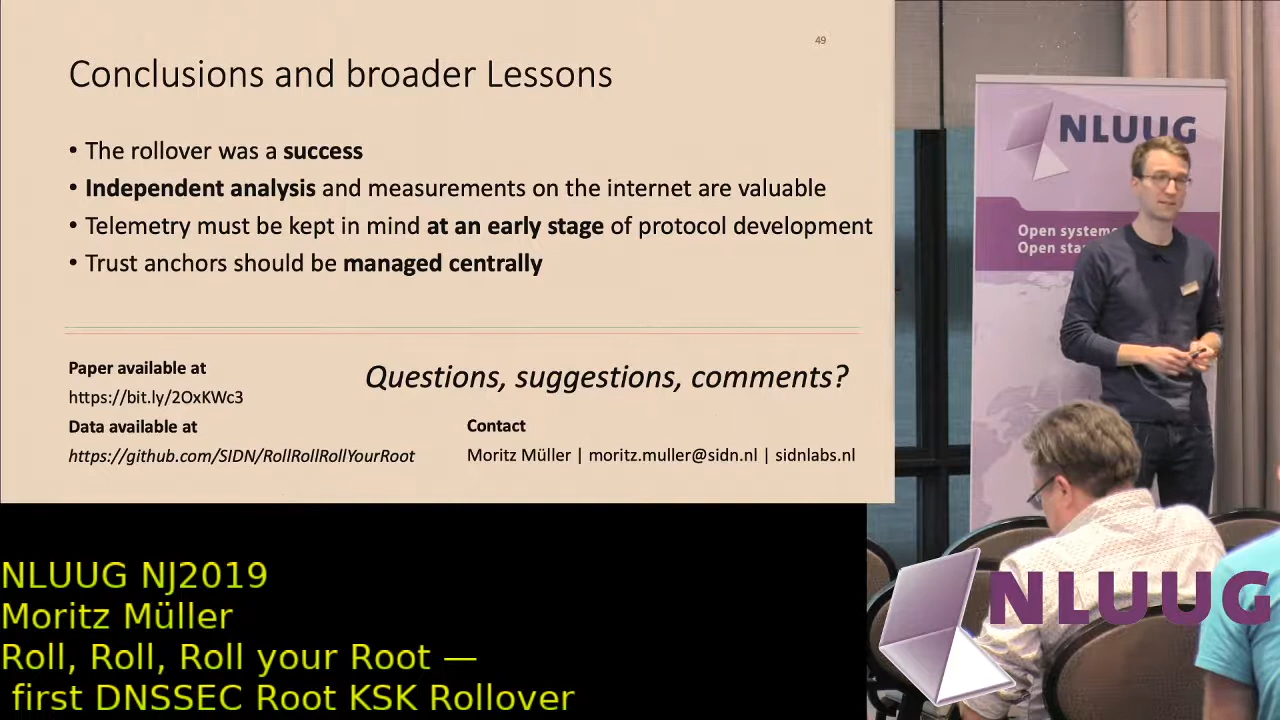 49
Conclusions and broader Lessons
• The rollover was a success
• Independent analysis and measurements on the internet are valuable
• Telemetry must be kept in mind at an early stage of protocol development
• Trust anchors should be managed centrally
Paper available at
https://bit.ly/2OxKWc3
Data available at
https://github.com/SIDN/RollRollRollYourRoot
Questions, suggestions, comments?
Contact
Moritz Müller | moritz.muller@sidn.nl | sidnlabs.nl
NLUUG
Open systems
Open sta
NLUUG NJ2019
Moritz Müller
Roll, Roll, Roll your Root —
first DNSSEC Root KSK Rollover
NLUUG